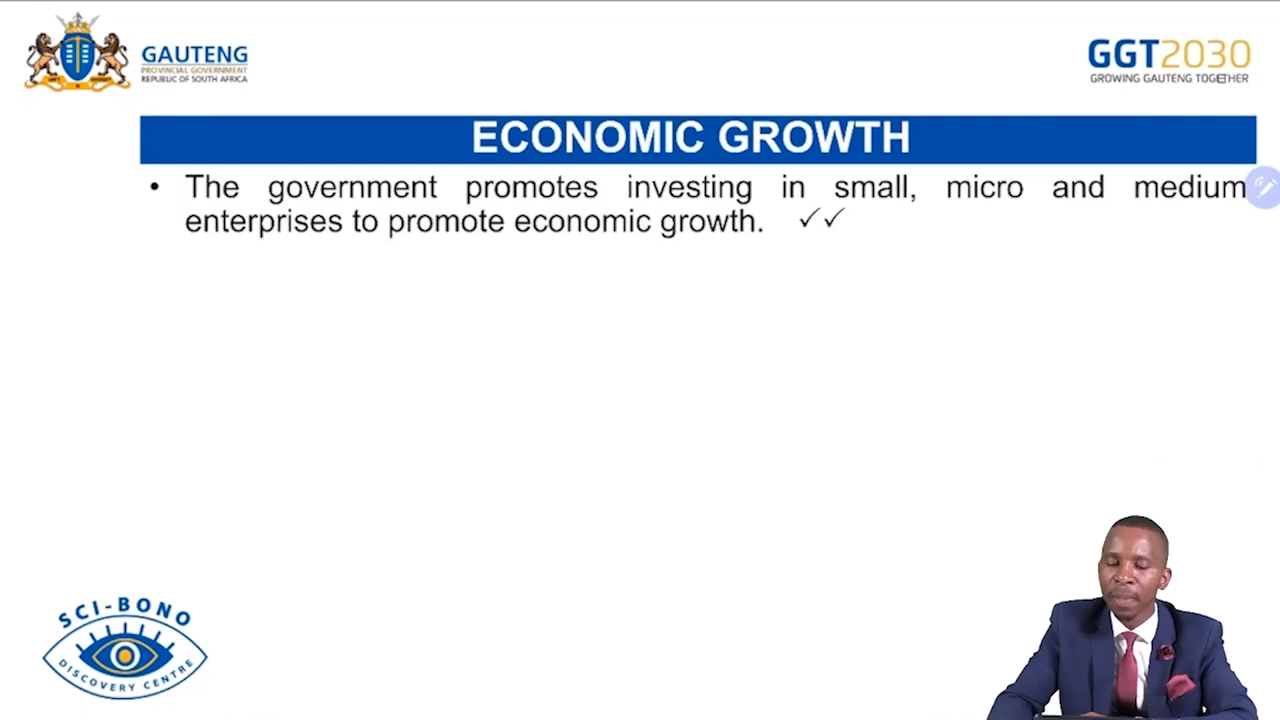 GAUTENG
PROVINCIAL GOVERNMENT
REPUBLIC OF SOUTH AFRICA
GGT2030
GROWING GAUTENG TOGETHER
ECONOMIC GROWTH
• The government promotes investing in small, micro and medium
enterprises to promote economic growth. ✓✓
SCI-BONO
DISCOVERY CENTRE